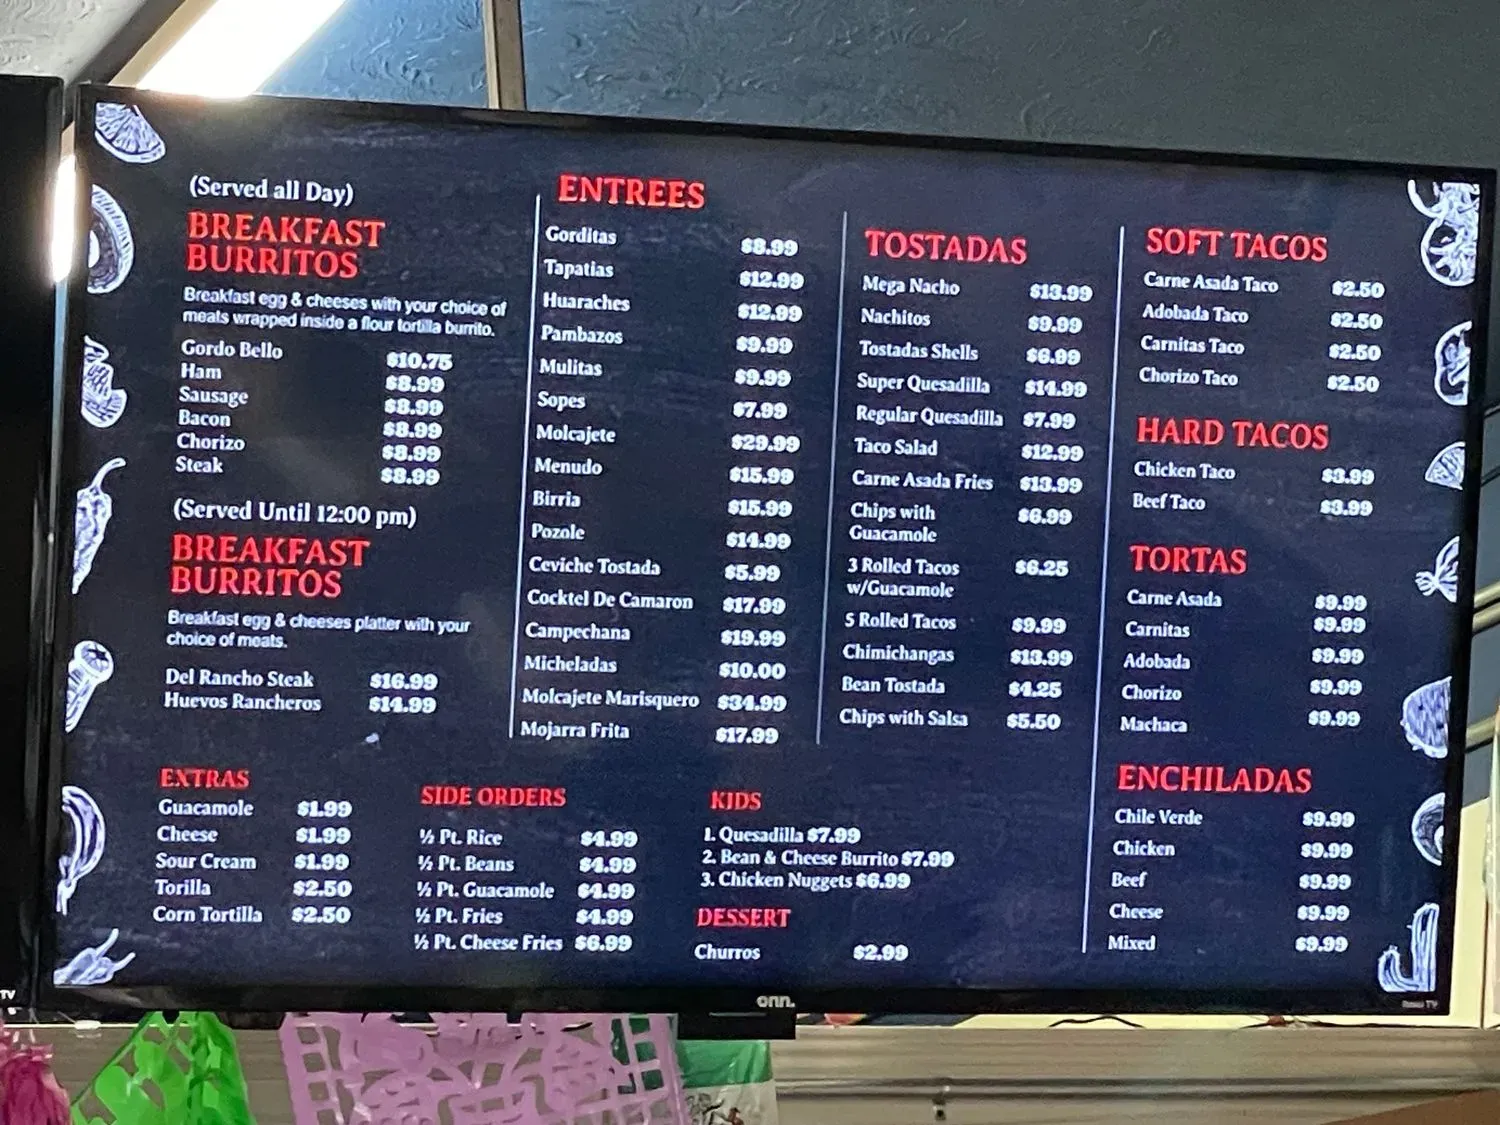 (Served all Day)
BREAKFAST
BURRITOS
Breakfast egg & cheeses with your choice of
meats wrapped inside a flour tortilla burrito.
Gordo Bello $10.75
Ham $8.99
Sausage $8.99
Bacon $8.99
Chorizo $8.99
Steak $8.99
(Served Until 12:00 pm)
BREAKFAST
BURRITOS
Breakfast egg & cheeses platter with your
choice of meats.
Del Rancho Steak $16.99
Huevos Rancheros $14.99
ENTREES
Gorditas $8.99
Tapatias $12.99
Huaraches $12.99
Pambazos $9.99
Mulitas $9.99
Sopes $7.99
Molcajete $29.99
Menudo $15.99
Birria $15.99
Pozole $14.99
Ceviche Tostada $5.99
Cocktel De Camaron $17.99
Campechana $19.99
Micheladas $10.00
Molcajete Marisquero $34.99
Mojarra Frita $17.99
TOSTADAS
Mega Nacho $13.99
Nachitos $9.99
Tostadas Shells $6.99
Super Quesadilla $14.99
Regular Quesadilla $7.99
Taco Salad $12.99
Carne Asada Fries $13.99
Chips with $6.99
Guacamole
3 Rolled Tacos $6.25
w/Guacamole
5 Rolled Tacos $9.99
Chimichangas $13.99
Bean Tostada $4.25
Chips with Salsa $5.50
SOFT TACOS
Carne Asada Taco $2.50
Adobada Taco $2.50
Carnitas Taco $2.50
Chorizo Taco $2.50
HARD TACOS
Chicken Taco $3.99
Beef Taco $3.99
TORTAS
Carne Asada $9.99
Carnitas $9.99
Adobada $9.99
Chorizo $9.99
Machaca $9.99
ENCHILADAS
Chile Verde $9.99
Chicken $9.99
Beef $9.99
Cheese $9.99
Mixed $9.99
EXTRAS
Guacamole $1.99
Cheese $1.99
Sour Cream $1.99
Torilla $2.50
Corn Tortilla $2.50
SIDE ORDERS
½ Pt. Rice $4.99
½ Pt. Beans $4.99
½ Pt. Guacamole $4.99
½ Pt. Fries $4.99
½ Pt. Cheese Fries $6.99
KIDS
1. Quesadilla $7.99
2. Bean & Cheese Burrito $7.99
3. Chicken Nuggets $6.99
DESSERT
Churros $2.99
onn.
Roku TV
TV